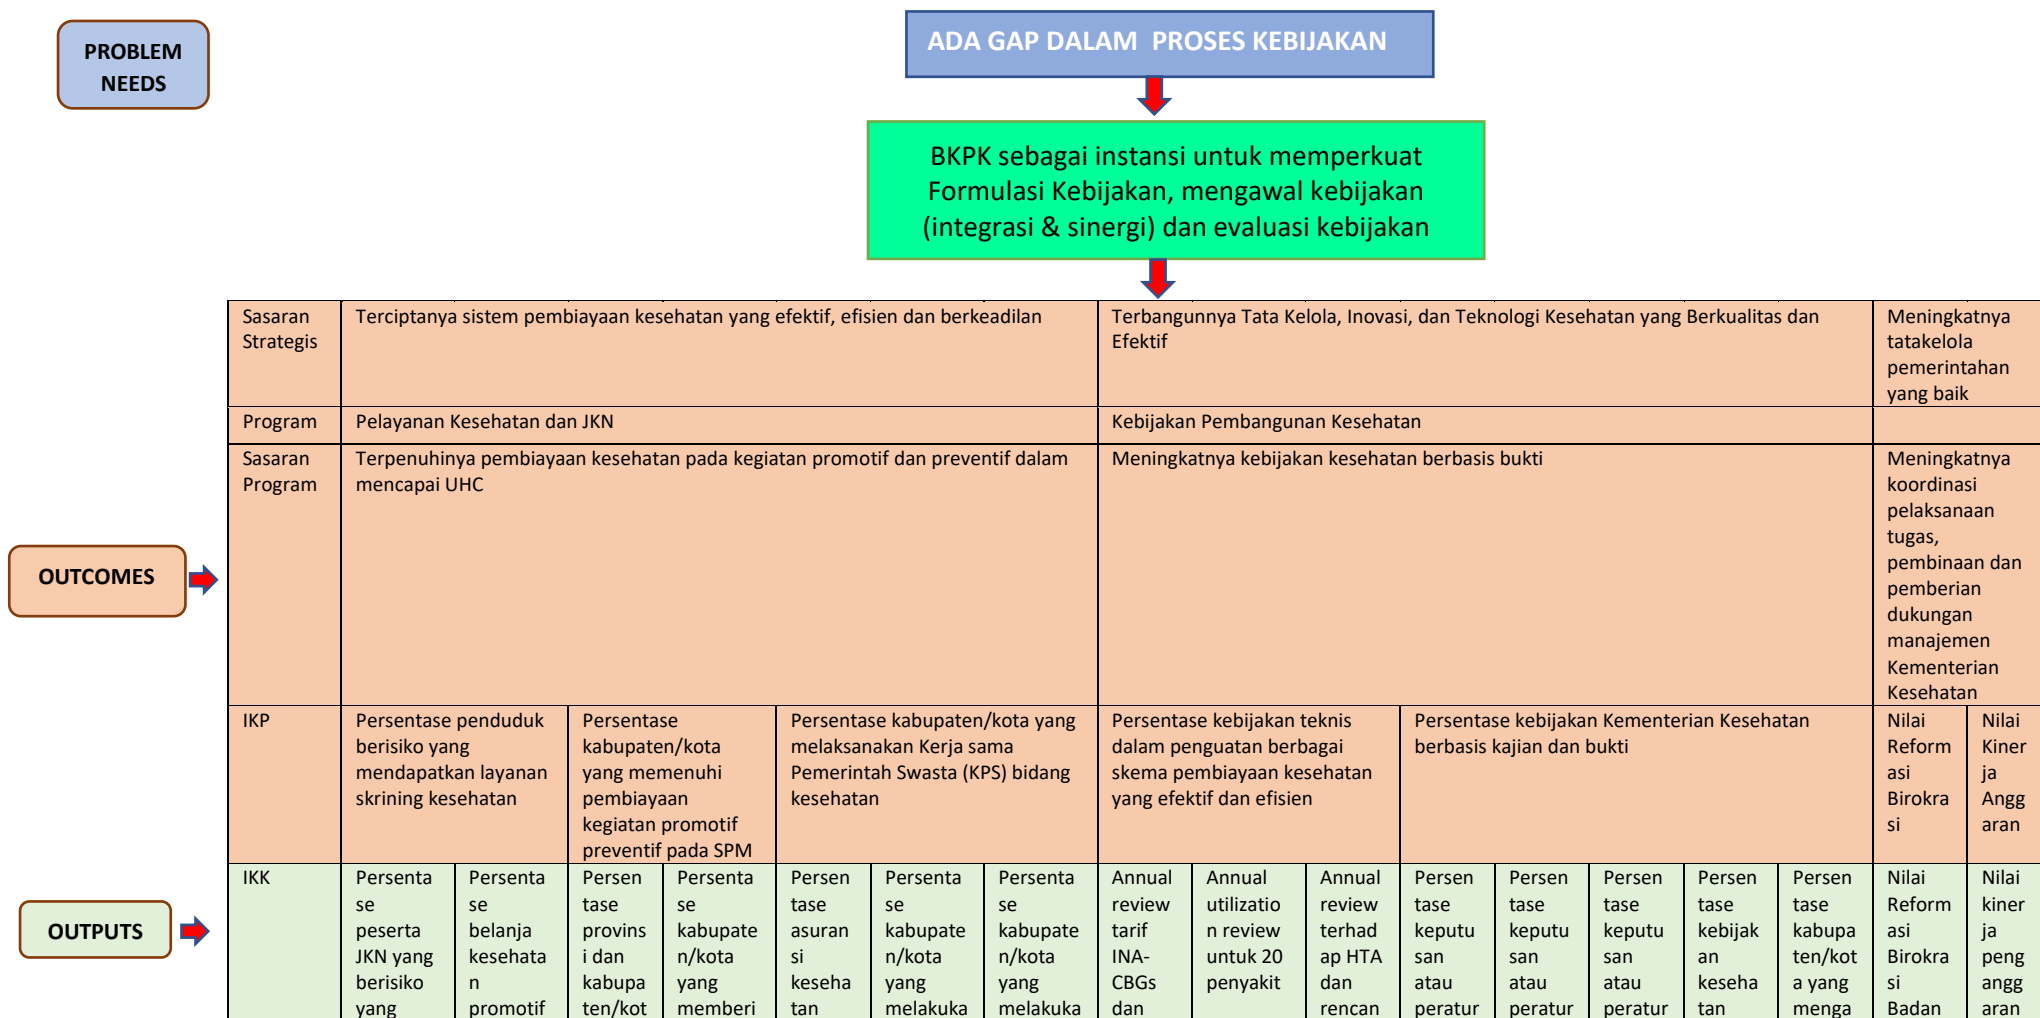 PROBLEM
NEEDS
ADA GAP DALAM PROSES KEBIJAKAN
BKPK sebagai instansi untuk memperkuat
Formulasi Kebijakan, mengawal kebijakan
(integrasi & sinergi) dan evaluasi kebijakan
Sasaran
Strategis
Terciptanya sistem pembiayaan kesehatan yang efektif, efisien dan berkeadilan
Terbangunnya Tata Kelola, Inovasi, dan Teknologi Kesehatan yang Berkualitas dan
Efektif
Meningkatnya
tatakelola
pemerintahan
yang baik
Program
Pelayanan Kesehatan dan JKN
Kebijakan Pembangunan Kesehatan
Sasaran
Program
Terpenuhinya pembiayaan kesehatan pada kegiatan promotif dan preventif dalam
mencapai UHC
Meningkatnya kebijakan kesehatan berbasis bukti
Meningkatnya
koordinasi
pelaksanaan
tugas,
pembinaan dan
pemberian
dukungan
manajemen
Kementerian
Kesehatan
OUTCOMES
IKP
Persentase penduduk
berisiko yang
mendapatkan layanan
skrining kesehatan
Persentase
kabupaten/kota
yang memenuhi
pembiayaan
kegiatan promotif
preventif pada SPM
Persentase kabupaten/kota yang
melaksanakan Kerja sama
Pemerintah Swasta (KPS) bidang
kesehatan
Persentase kebijakan teknis
dalam penguatan berbagai
skema pembiayaan kesehatan
yang efektif dan efisien
Persentase kebijakan Kementerian Kesehatan
berbasis kajian dan bukti
Nilai
Reform
asi
Birokra
si
Nilai
Kiner
ja
Angg
aran
OUTPUTS
IKK
Persenta
se
peserta
JKN yang
berisiko
yang
Persenta
se
belanja
kesehata
n
promotif
Persen
tase
provins
i dan
kabupa
ten/kot
Persenta
se
kabupate
n/kota
yang
memberi
Persen
tase
asuran
si
keseha
tan
Persenta
se
kabupate
n/kota
yang
melakuka
Persenta
se
kabupate
n/kota
yang
melakuka
Annual
review
tarif
INA-
CBGs
dan
Annual
utilizatio
n review
untuk 20
penyakit
Annual
review
terhad
ap HTA
dan
rencan
Persen
tase
keputu
san
atau
peratur
Persen
tase
keputu
san
atau
peratur
Persen
tase
keputu
san
atau
peratur
Persen
tase
kebijak
an
keseha
tan
Persen
tase
kabupa
ten/kot
a yang
menga
Nilai
Reform
asi
Birokra
si
Badan
Nilai
kiner
ja
peng
angg
aran